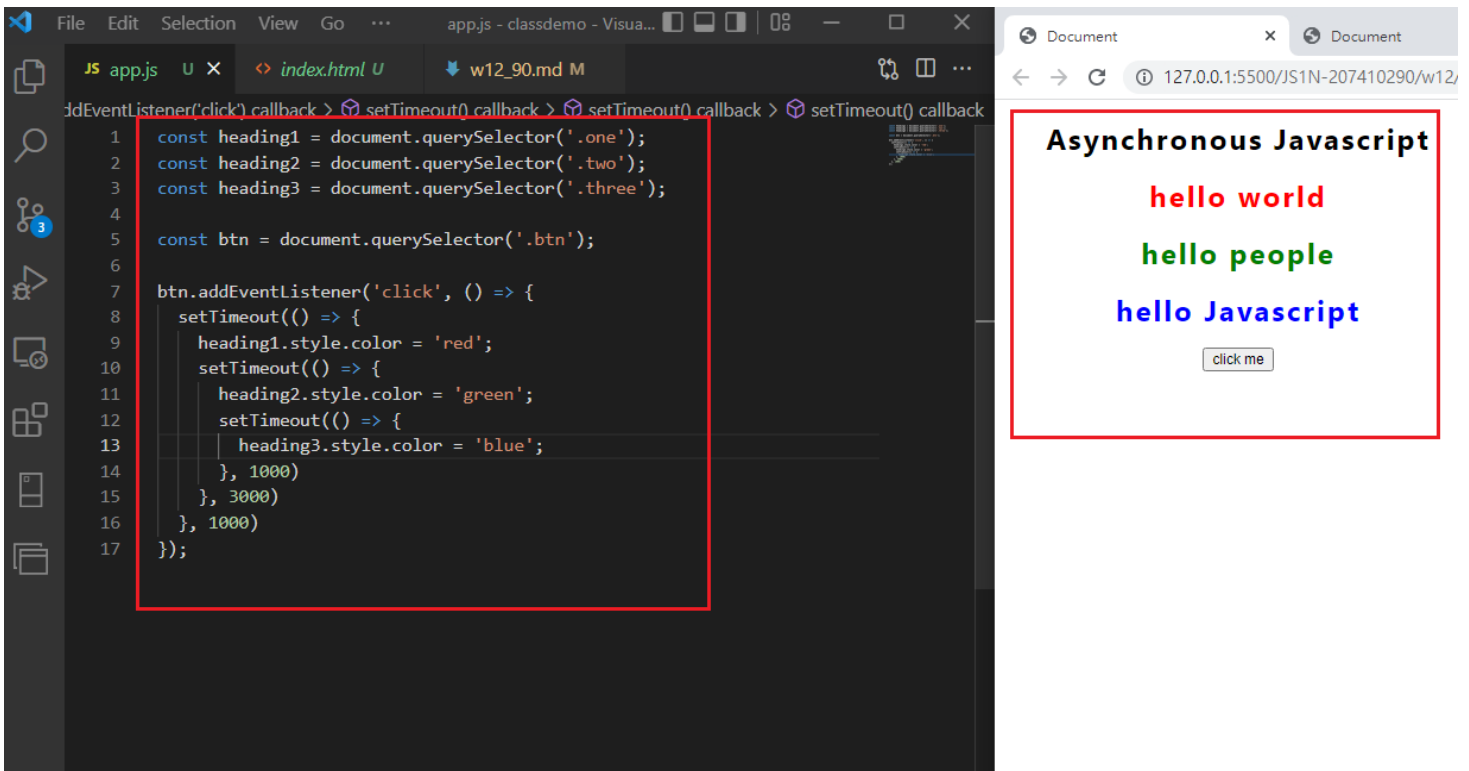 File Edit Selection View Go ··· app.js - classdemo - Visua...
JS app.js U X <> index.html U w12_90.md M ···
ddEventListener('click') callback > setTimeout() callback > setTimeout() callback > setTimeout() callback
1 const heading1 = document.querySelector('.one');
2 const heading2 = document.querySelector('.two');
3 const heading3 = document.querySelector('.three');
4
5 const btn = document.querySelector('.btn');
6
7 btn.addEventListener('click', () => {
8 setTimeout(() => {
9 heading1.style.color = 'red';
10 setTimeout(() => {
11 heading2.style.color = 'green';
12 setTimeout(() => {
13 heading3.style.color = 'blue';
14 }, 1000)
15 }, 3000)
16 }, 1000)
17 });
3
Document Document
127.0.0.1:5500/JS1N-207410290/w12/
Asynchronous Javascript
hello world
hello people
hello Javascript
click me